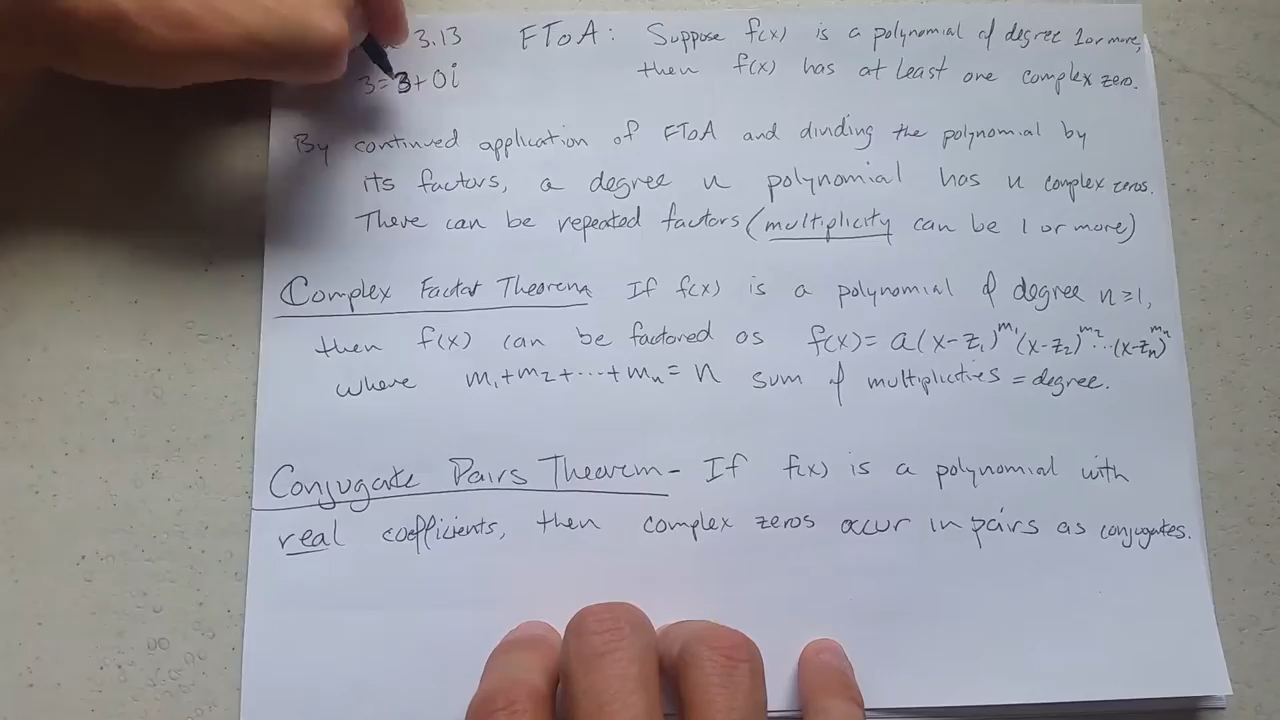 3.13 FToA: Suppose f(x) is a polynomial of degree 1 or more,
3=3+0i then f(x) has at least one complex zero.
By continued application of FToA and dividing the polynomial by
its factors, a degree n polynomial has n complex zeros.
There can be repeated factors (multiplicity can be 1 or more)
Complex Factor Theorem If f(x) is a polynomial of degree n≥1,
then f(x) can be factored as f(x)= a(x-z₁)^m₁(x-z₂)^m₂...(x-zₙ)^mₙ
where m₁+m₂+...+mₙ= n sum of multiplicities = degree.
Conjugate Pairs Theorem - If f(x) is a polynomial with
real coefficients, then complex zeros occur in pairs as conjugates.